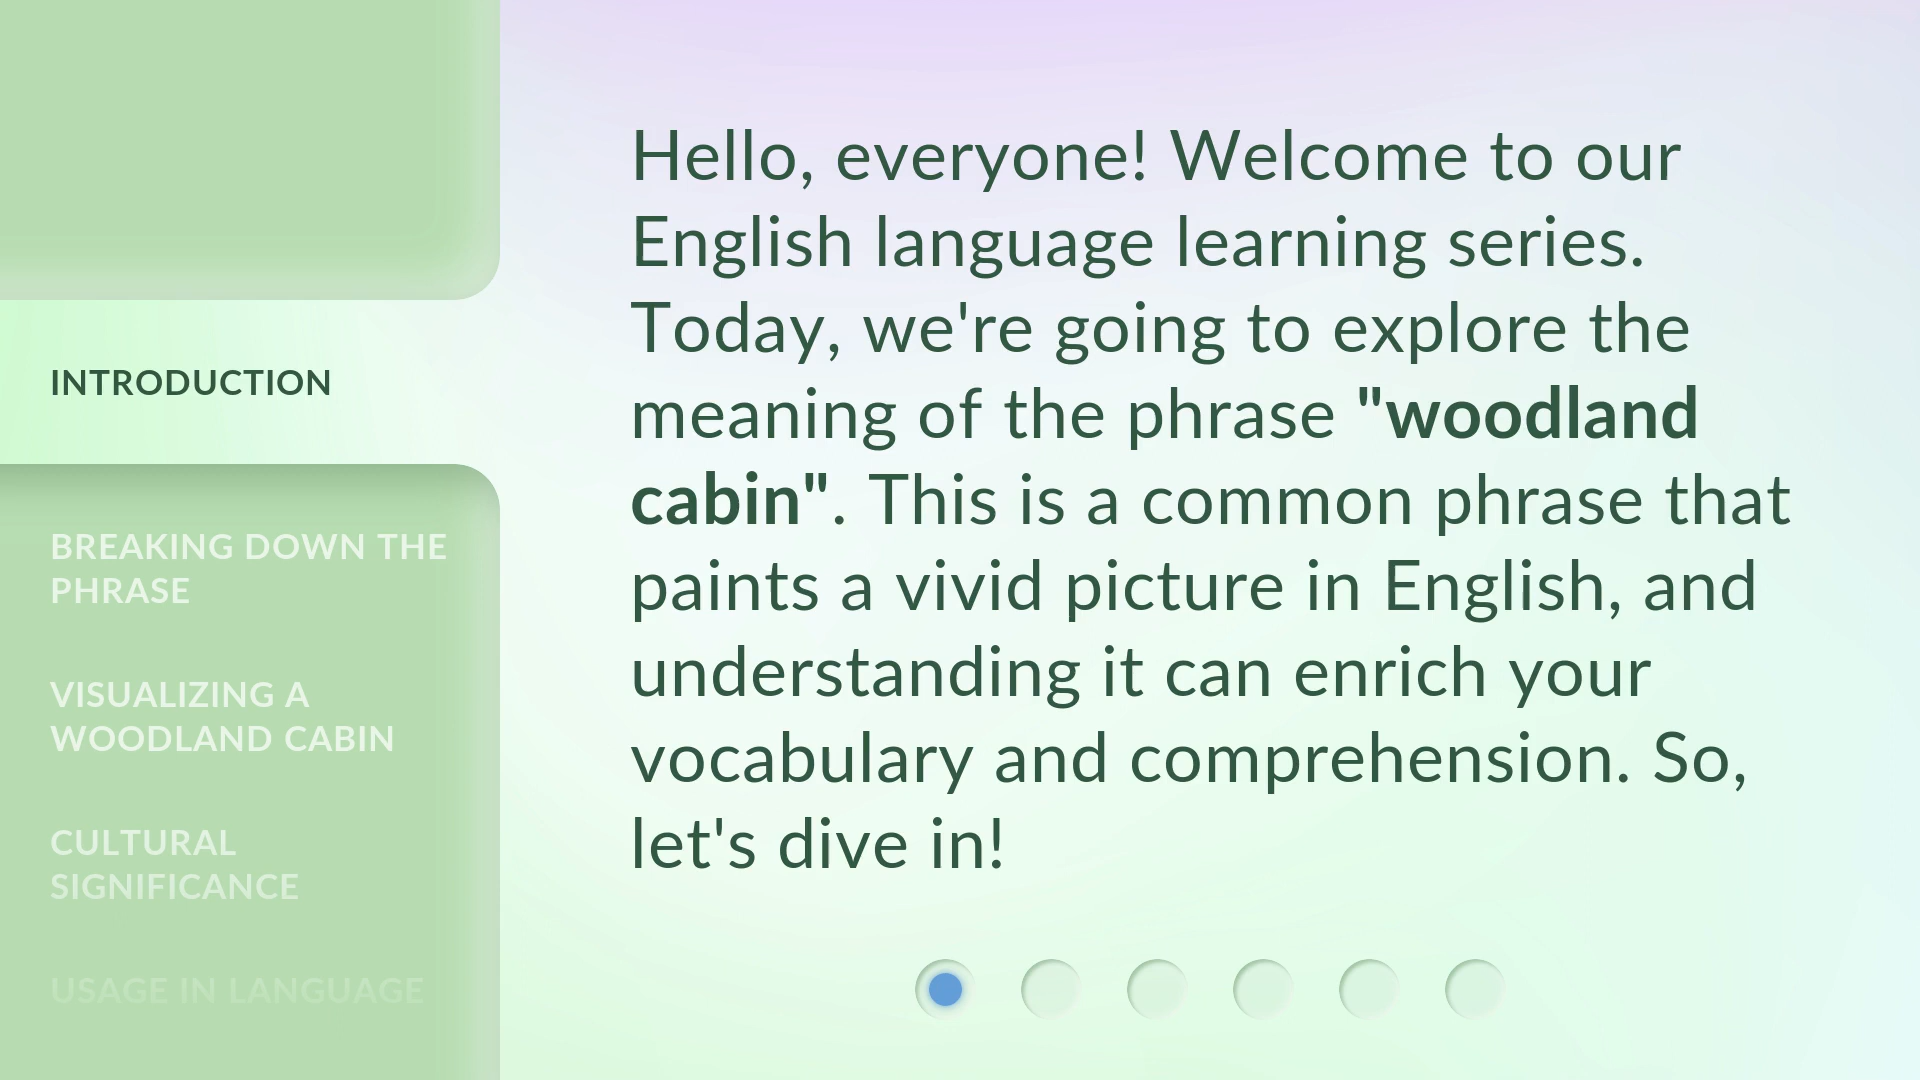 INTRODUCTION
BREAKING DOWN THE
PHRASE
VISUALIZING A
WOODLAND CABIN
CULTURAL
SIGNIFICANCE
USAGE IN LANGUAGE
Hello, everyone! Welcome to our
English language learning series.
Today, we're going to explore the
meaning of the phrase "woodland
cabin". This is a common phrase that
paints a vivid picture in English, and
understanding it can enrich your
vocabulary and comprehension. So,
let's dive in!